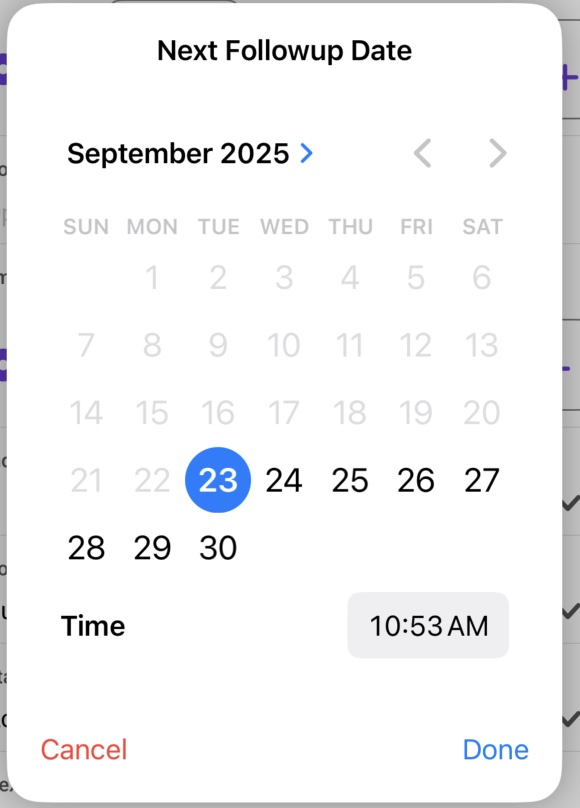 Next Followup Date
September 2025
SUN MON TUE WED THU FRI SAT
1 2 3 4 5 6
7 8 9 10 11 12 13
14 15 16 17 18 19 20
21 22 23 24 25 26 27
28 29 30
Time 10:53 AM
Cancel Done